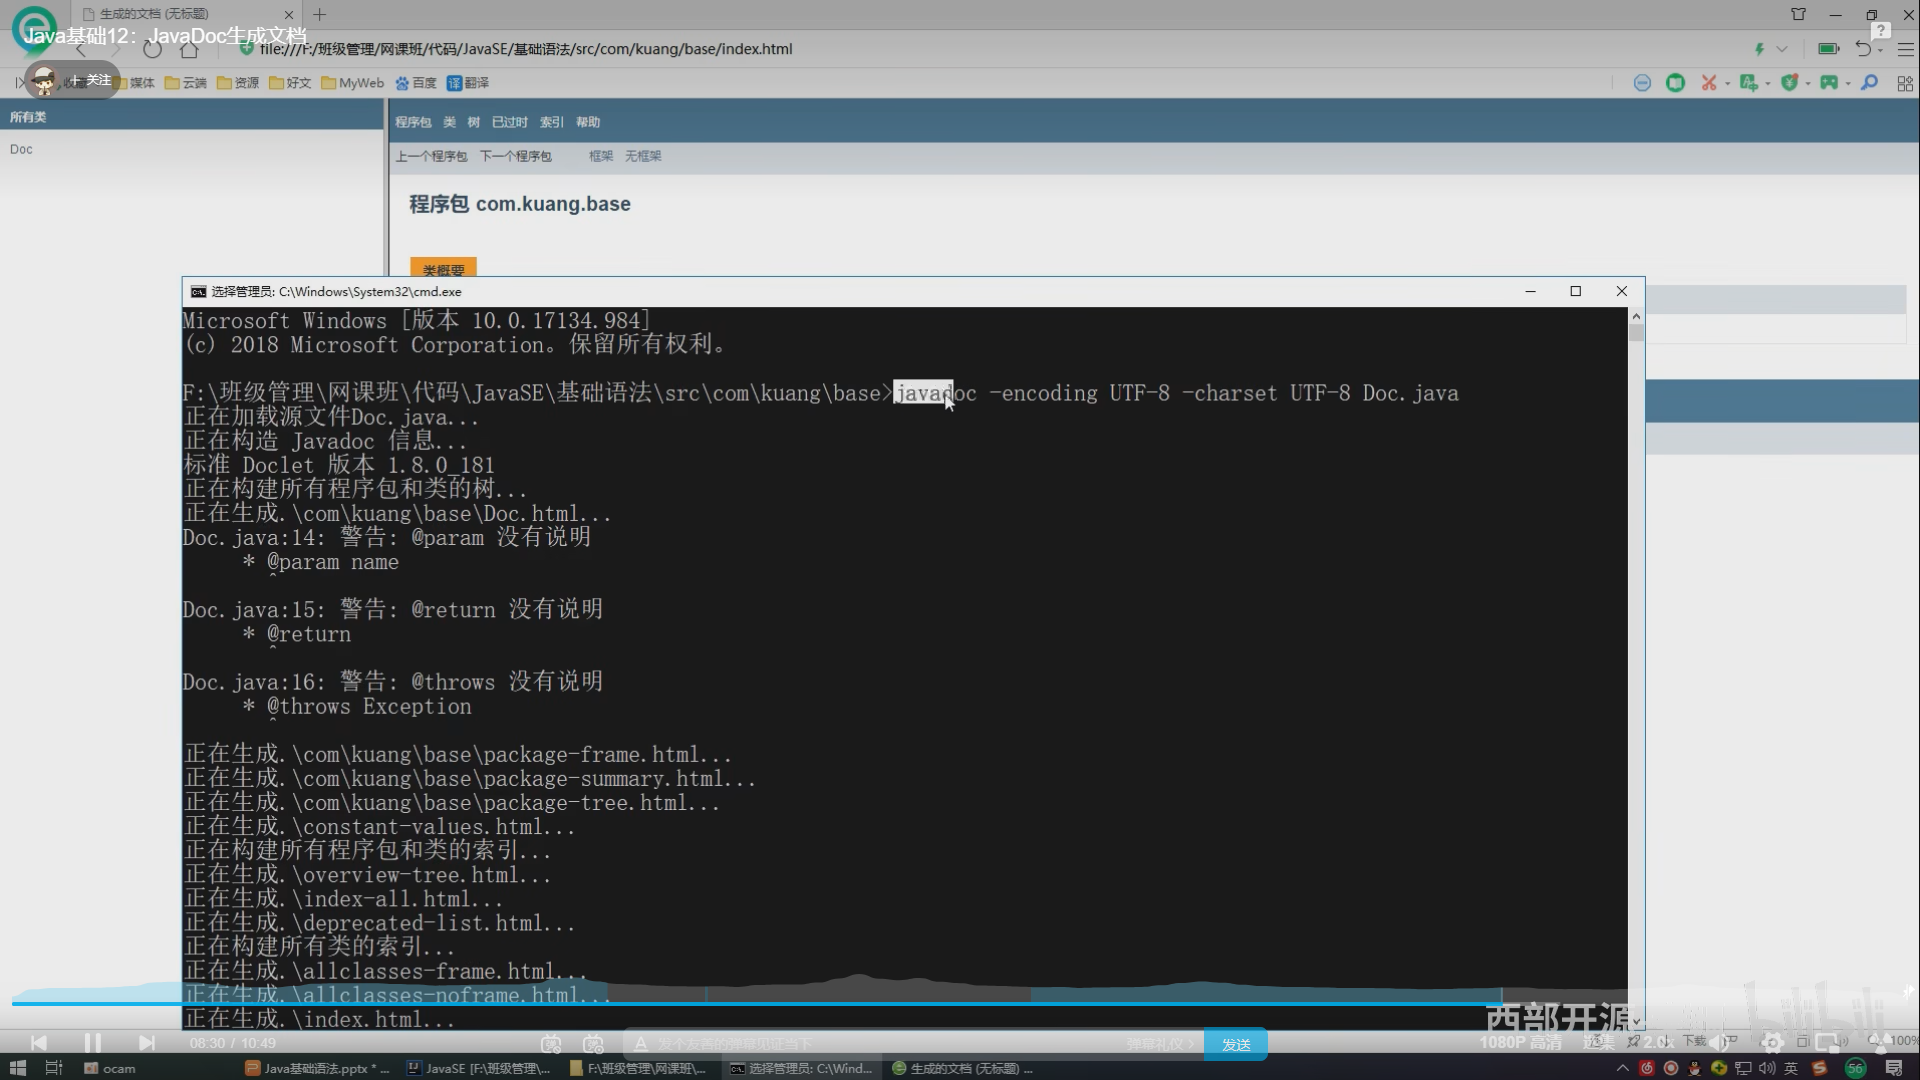 生成的文档 (无标题)
Java基础12：JavaDoc生成文档
file:///F:/班级管理/网课班/代码/JavaSE/基础语法/src/com/kuang/base/index.html
+ 关注
收藏
媒体
云端
资源
好文
MyWeb
百度
译 翻译
所有类
Doc
程序包 类 树 已过时 索引 帮助
上一个程序包 下一个程序包 框架 无框架
程序包 com.kuang.base
类概要
选择管理员: C:\Windows\System32\cmd.exe
Microsoft Windows [版本 10.0.17134.984]
(c) 2018 Microsoft Corporation。保留所有权利。
F:\班级管理\网课班\代码\JavaSE\基础语法\src\com\kuang\base>javadoc -encoding UTF-8 -charset UTF-8 Doc.java
正在加载源文件Doc.java...
正在构造 Javadoc 信息...
标准 Doclet 版本 1.8.0_181
正在构建所有程序包和类的树...
正在生成.\com\kuang\base\Doc.html...
Doc.java:14: 警告: @param 没有说明
* @param name
^
Doc.java:15: 警告: @return 没有说明
* @return
^
Doc.java:16: 警告: @throws 没有说明
* @throws Exception
^
正在生成.\com\kuang\base\package-frame.html...
正在生成.\com\kuang\base\package-summary.html...
正在生成.\com\kuang\base\package-tree.html...
正在生成.\constant-values.html...
正在构建所有程序包和类的索引...
正在生成.\overview-tree.html...
正在生成.\index-all.html...
正在生成.\deprecated-list.html...
正在构建所有类的索引...
正在生成.\allclasses-frame.html...
正在生成.\allclasses-noframe.html...
正在生成.\index.html...
西部开源
bilibili
08:30 / 10:49
发个友善的弹幕见证当下
弹幕礼仪 >
发送
1080P 高清
选集
2.0x
下载
100%
ocam
Java基础语法.pptx * ...
JavaSE [F:\班级管理\...
F:\班级管理\网课班\...
选择管理员: C:\Wind...
生成的文档 (无标题) ...
英
56